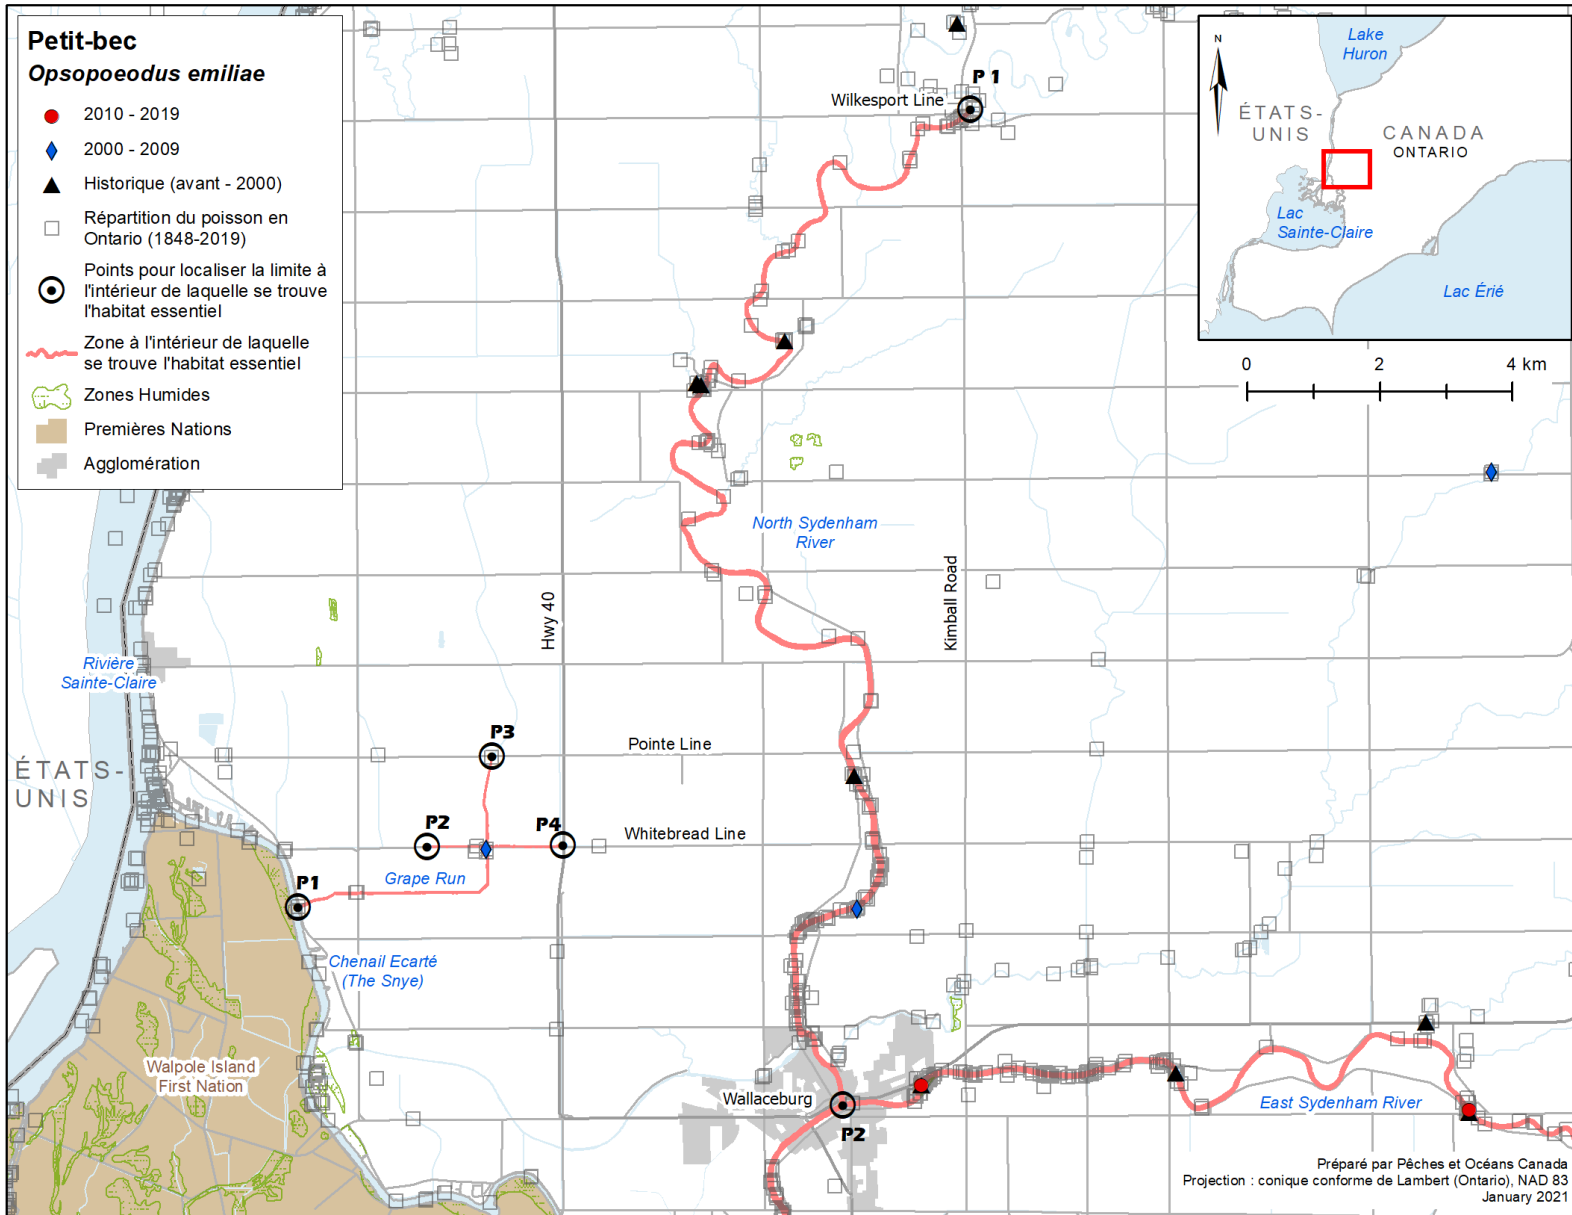 Petit-bec
Opsopoeodus emiliae
2010 - 2019
2000 - 2009
Historique (avant - 2000)
Répartition du poisson en
Ontario (1848-2019)
Points pour localiser la limite à
l'intérieur de laquelle se trouve
l'habitat essentiel
Zone à l'intérieur de laquelle
se trouve l'habitat essentiel
Zones Humides
Premières Nations
Agglomération
N
Lake
Huron
ÉTATS-
UNIS
CANADA
ONTARIO
Lac
Sainte-Claire
Lac Érié
0 2 4 km
P 1
Wilkesport Line
North Sydenham
River
Kimball Road
Hwy 40
Rivière
Sainte-Claire
ÉTATS-
UNIS
P3
Pointe Line
P2
P4
Whitebread Line
Grape Run
P1
Chenail Ecarté
(The Snye)
Walpole Island
First Nation
Wallaceburg
P2
East Sydenham River
Préparé par Pêches et Océans Canada
Projection : conique conforme de Lambert (Ontario), NAD 83
January 2021